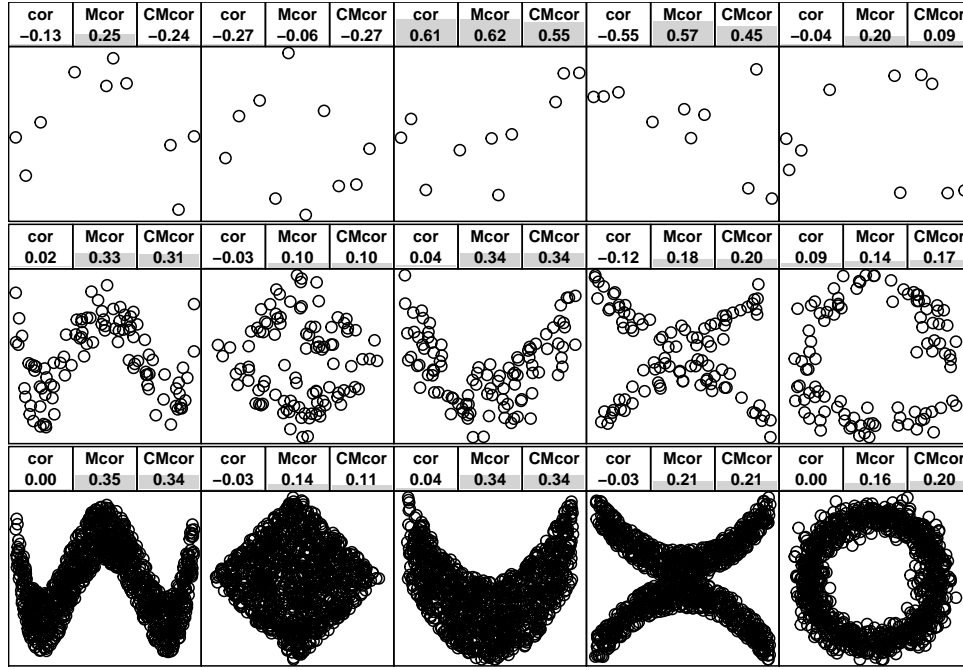 cor Mcor CMcor cor Mcor CMcor cor Mcor CMcor cor Mcor CMcor cor Mcor CMcor
−0.13 0.25 −0.24 −0.27 −0.06 −0.27 0.61 0.62 0.55 −0.55 0.57 0.45 −0.04 0.20 0.09
cor Mcor CMcor cor Mcor CMcor cor Mcor CMcor cor Mcor CMcor cor Mcor CMcor
0.02 0.33 0.31 −0.03 0.10 0.10 0.04 0.34 0.34 −0.12 0.18 0.20 0.09 0.14 0.17
cor Mcor CMcor cor Mcor CMcor cor Mcor CMcor cor Mcor CMcor cor Mcor CMcor
0.00 0.35 0.34 −0.03 0.14 0.11 0.04 0.34 0.34 −0.03 0.21 0.21 0.00 0.16 0.20